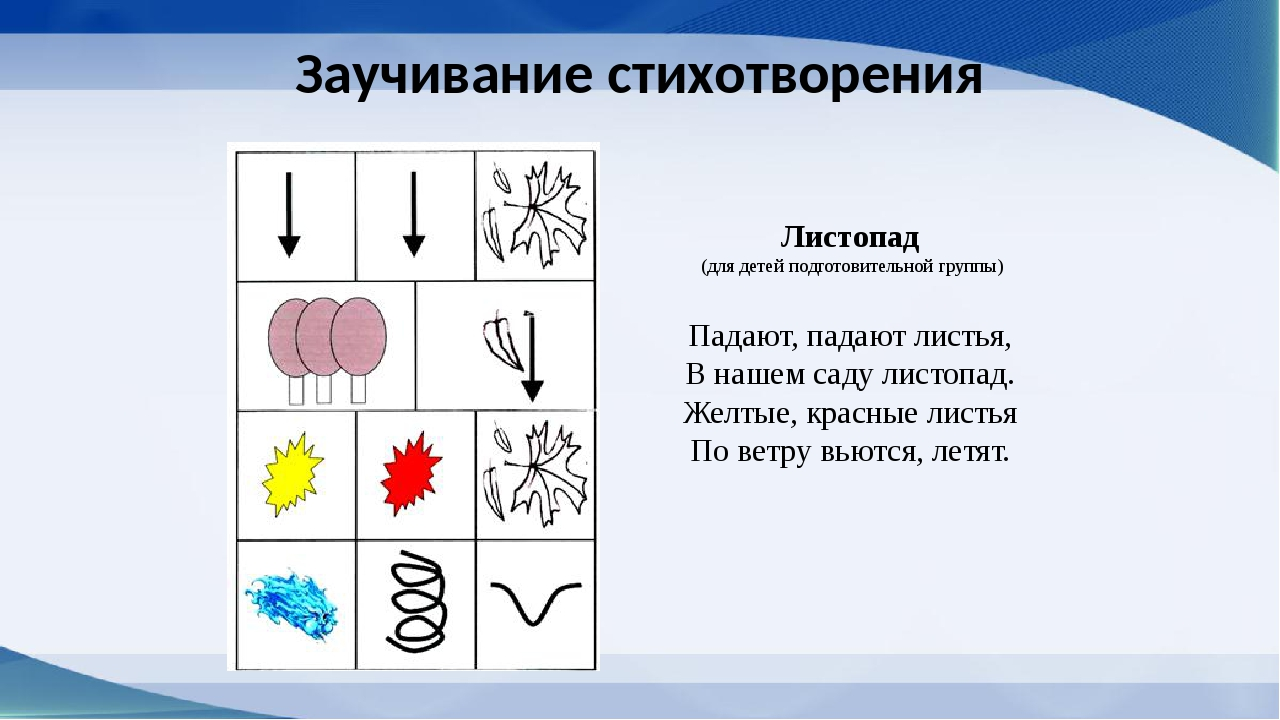 Заучивание стихотворения
Листопад
(для детей подготовительной группы)
Падают, падают листья,
В нашем саду листопад.
Желтые, красные листья
По ветру вьются, летят.